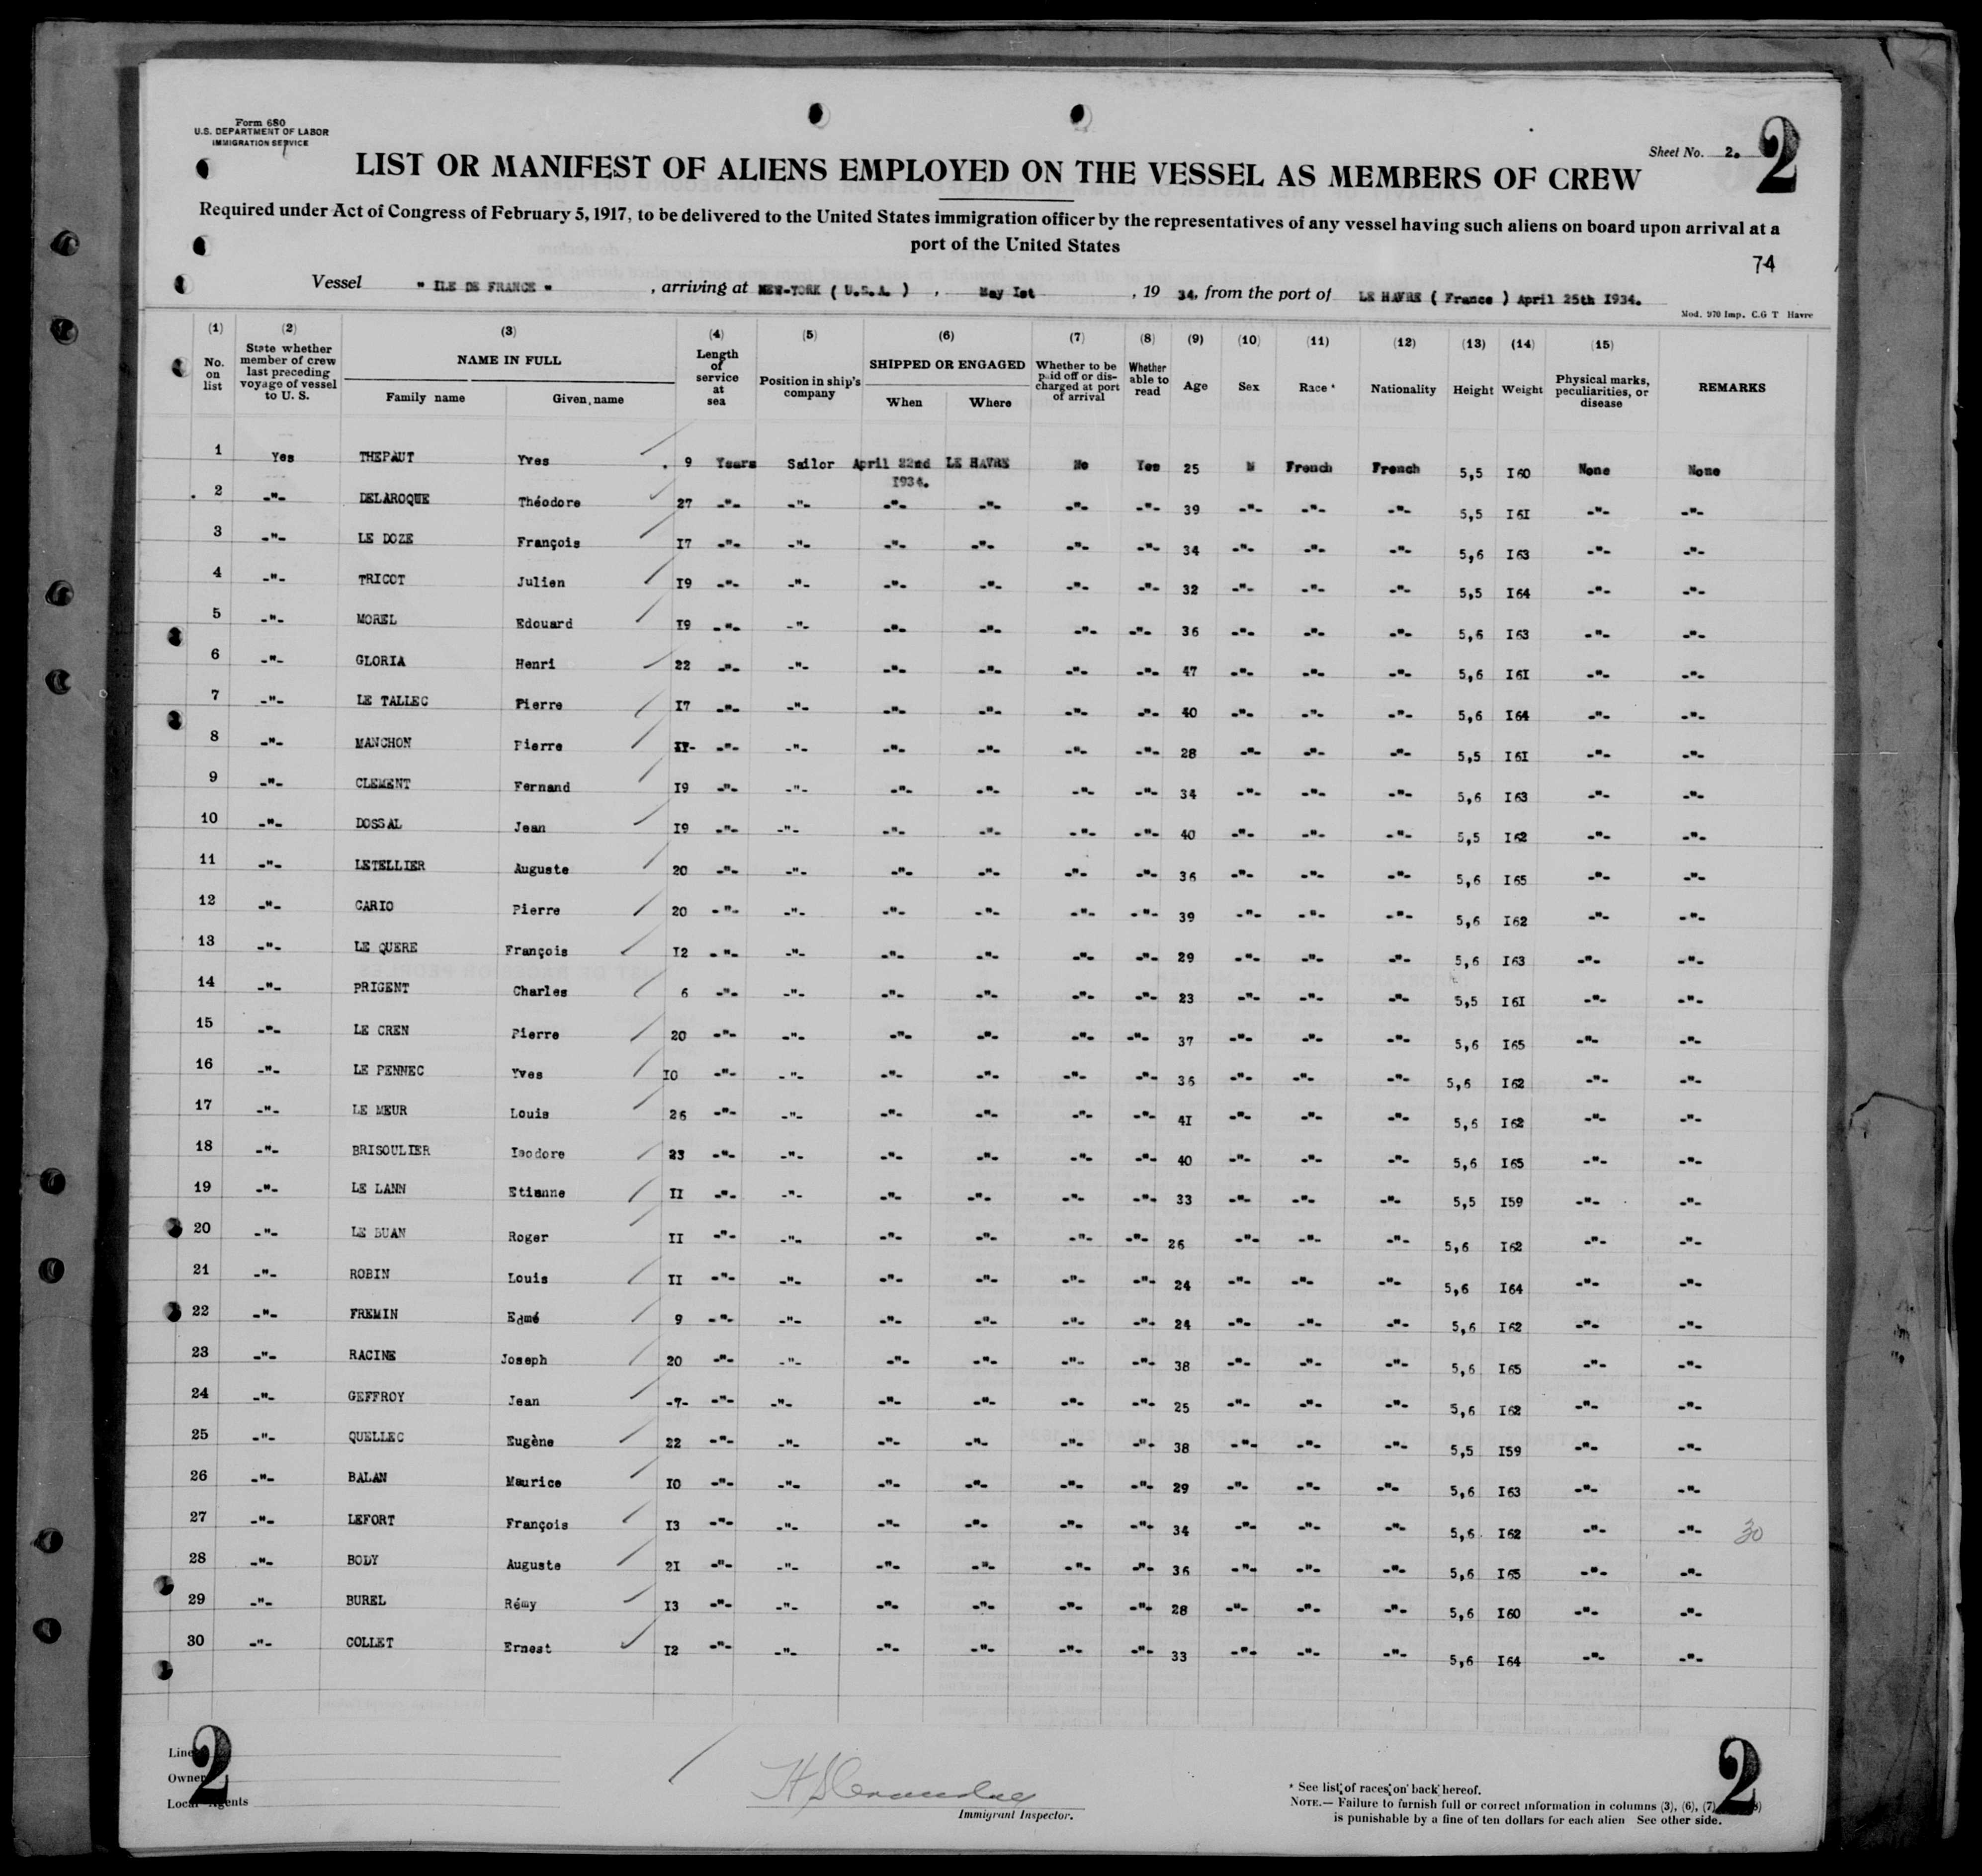 Form 680
U.S. DEPARTMENT OF LABOR
IMMIGRATION SERVICE
Sheet No. 2.
2
LIST OR MANIFEST OF ALIENS EMPLOYED ON THE VESSEL AS MEMBERS OF CREW
Required under Act of Congress of February 5, 1917, to be delivered to the United States immigration officer by the representatives of any vessel having such aliens on board upon arrival at a
port of the United States
74
Vessel " ILE DE FRANCE " , arriving at NEW-YORK ( U.S.A. ) , May Ist , 19 34, from the port of LE HAVRE ( France ) April 25th I934.
Mod. 970 Imp. C.G T Havre
(1) No. on list (2) State whether member of crew last preceding voyage of vessel to U. S. (3) NAME IN FULL Family name Given name (4) Length of service at sea (5) Position in ship's company (6) SHIPPED OR ENGAGED When Where (7) Whether to be paid off or discharged at port of arrival (8) Whether able to read (9) Age (10) Sex (11) Race * (12) Nationality (13) Height (14) Weight (15) Physical marks, peculiarities, or disease REMARKS
1 Yes THEPAUT Yves 9 Years Sailor April 22nd I934. LE HAVRE No Yes 25 M French French 5,5 I60 None None
2 -"- DELAROQUE Théodore 27 -"- -"- -"- -"- -"- -"- 39 -"- -"- -"- 5,5 I6I -"- -"-
3 -"- LE DOZE François I7 -"- -"- -"- -"- -"- -"- 34 -"- -"- -"- 5,6 I63 -"- -"-
4 -"- TRICOT Julien I9 -"- -"- -"- -"- -"- -"- 32 -"- -"- -"- 5,5 I64 -"- -"-
5 -"- MOREL Edouard I9 -"- -"- -"- -"- -"- -"- 36 -"- -"- -"- 5,6 I63 -"- -"-
6 -"- GLORIA Henri 22 -"- -"- -"- -"- -"- -"- 47 -"- -"- -"- 5,6 I6I -"- -"-
7 -"- LE TALLEC Pierre I7 -"- -"- -"- -"- -"- -"- 40 -"- -"- -"- 5,6 I64 -"- -"-
8 -"- MANCHON Pierre -"- -"- -"- -"- -"- -"- 28 -"- -"- -"- 5,5 I6I -"- -"-
9 -"- CLEMENT Fernand I9 -"- -"- -"- -"- -"- -"- 34 -"- -"- -"- 5,6 I63 -"- -"-
10 -"- DOSSAL Jean I9 -"- -"- -"- -"- -"- -"- 40 -"- -"- -"- 5,5 I62 -"- -"-
11 -"- LETELLIER Auguste 20 -"- -"- -"- -"- -"- -"- 36 -"- -"- -"- 5,6 I65 -"- -"-
12 -"- CARIO Pierre 20 -"- -"- -"- -"- -"- -"- 39 -"- -"- -"- 5,6 I62 -"- -"-
13 -"- LE QUERE François I2 -"- -"- -"- -"- -"- -"- 29 -"- -"- -"- 5,6 I63 -"- -"-
14 -"- PRIGENT Charles 6 -"- -"- -"- -"- -"- -"- 23 -"- -"- -"- 5,5 I6I -"- -"-
15 -"- LE CREN Pierre 20 -"- -"- -"- -"- -"- -"- 37 -"- -"- -"- 5,6 I65 -"- -"-
16 -"- LE PENNEC Yves I0 -"- -"- -"- -"- -"- -"- 36 -"- -"- -"- 5,6 I62 -"- -"-
17 -"- LE MEUR Louis 26 -"- -"- -"- -"- -"- -"- 4I -"- -"- -"- 5,6 I62 -"- -"-
18 -"- BRISOULIER Isodore 23 -"- -"- -"- -"- -"- -"- 40 -"- -"- -"- 5,6 I65 -"- -"-
19 -"- LE LANN Etienne II -"- -"- -"- -"- -"- -"- 33 -"- -"- -"- 5,5 I59 -"- -"-
20 -"- LE BUAN Roger II -"- -"- -"- -"- -"- -"- 26 -"- -"- -"- 5,6 I62 -"- -"-
21 -"- ROBIN Louis II -"- -"- -"- -"- -"- -"- 24 -"- -"- -"- 5,6 I64 -"- -"-
22 -"- FREMIN Edmé 9 -"- -"- -"- -"- -"- -"- 24 -"- -"- -"- 5,6 I62 -"- -"-
23 -"- RACINE Joseph 20 -"- -"- -"- -"- -"- -"- 38 -"- -"- -"- 5,6 I65 -"- -"-
24 -"- GEFFROY Jean -7- -"- -"- -"- -"- -"- -"- 25 -"- -"- -"- 5,6 I62 -"- -"-
25 -"- QUELLEC Eugène 22 -"- -"- -"- -"- -"- -"- 38 -"- -"- -"- 5,5 I59 -"- -"-
26 -"- BALAN Maurice I0 -"- -"- -"- -"- -"- -"- 29 -"- -"- -"- 5,6 I63 -"- -"-
27 -"- LEFORT François I3 -"- -"- -"- -"- -"- -"- 34 -"- -"- -"- 5,6 I62 -"- -"- 30
28 -"- BODY Auguste 2I -"- -"- -"- -"- -"- -"- 36 -"- -"- -"- 5,6 I65 -"- -"-
29 -"- BUREL Rémy I3 -"- -"- -"- -"- -"- -"- 28 -"- -"- -"- 5,6 I60 -"- -"-
30 -"- COLLET Ernest I2 -"- -"- -"- -"- -"- -"- 33 -"- -"- -"- 5,6 I64 -"- -"-
Line
Owner
Local Agents
2
Immigrant Inspector.
* See list of races on back hereof.
NOTE.— Failure to furnish full or correct information in columns (3), (6), (7)
is punishable by a fine of ten dollars for each alien See other side.
2